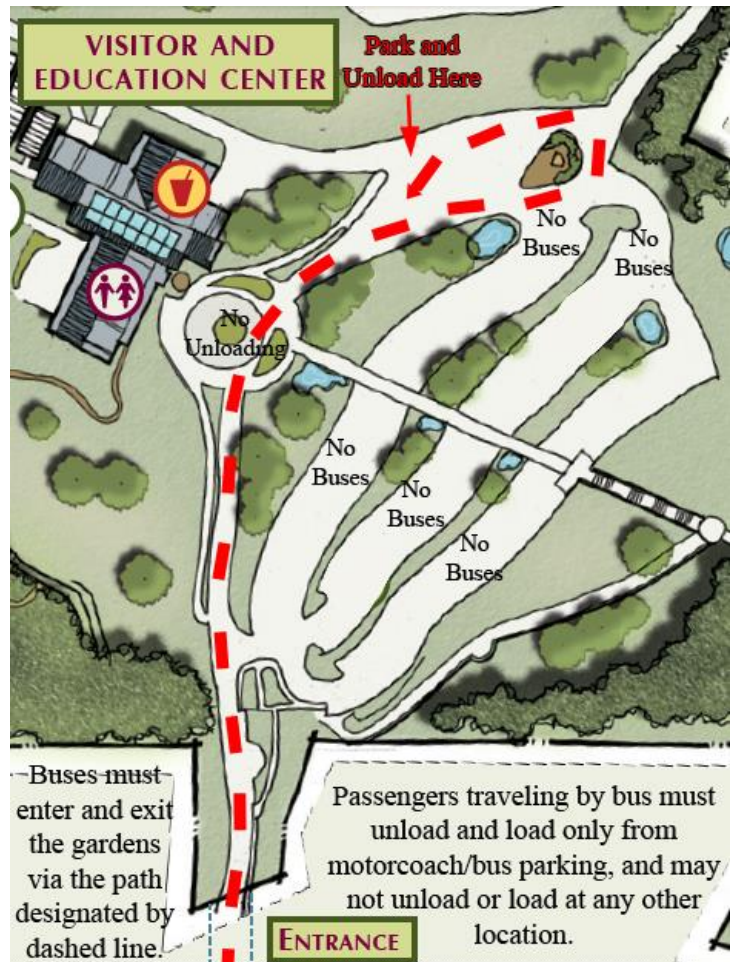 VISITOR AND
EDUCATION CENTER
Park and
Unload Here
No
Buses
No
Buses
No
Unloading
No
Buses
No
Buses
No
Buses
Buses must
enter and exit
the gardens
via the path
designated by
dashed line.
Passengers traveling by bus must
unload and load only from
motorcoach/bus parking, and may
not unload or load at any other
location.
ENTRANCE